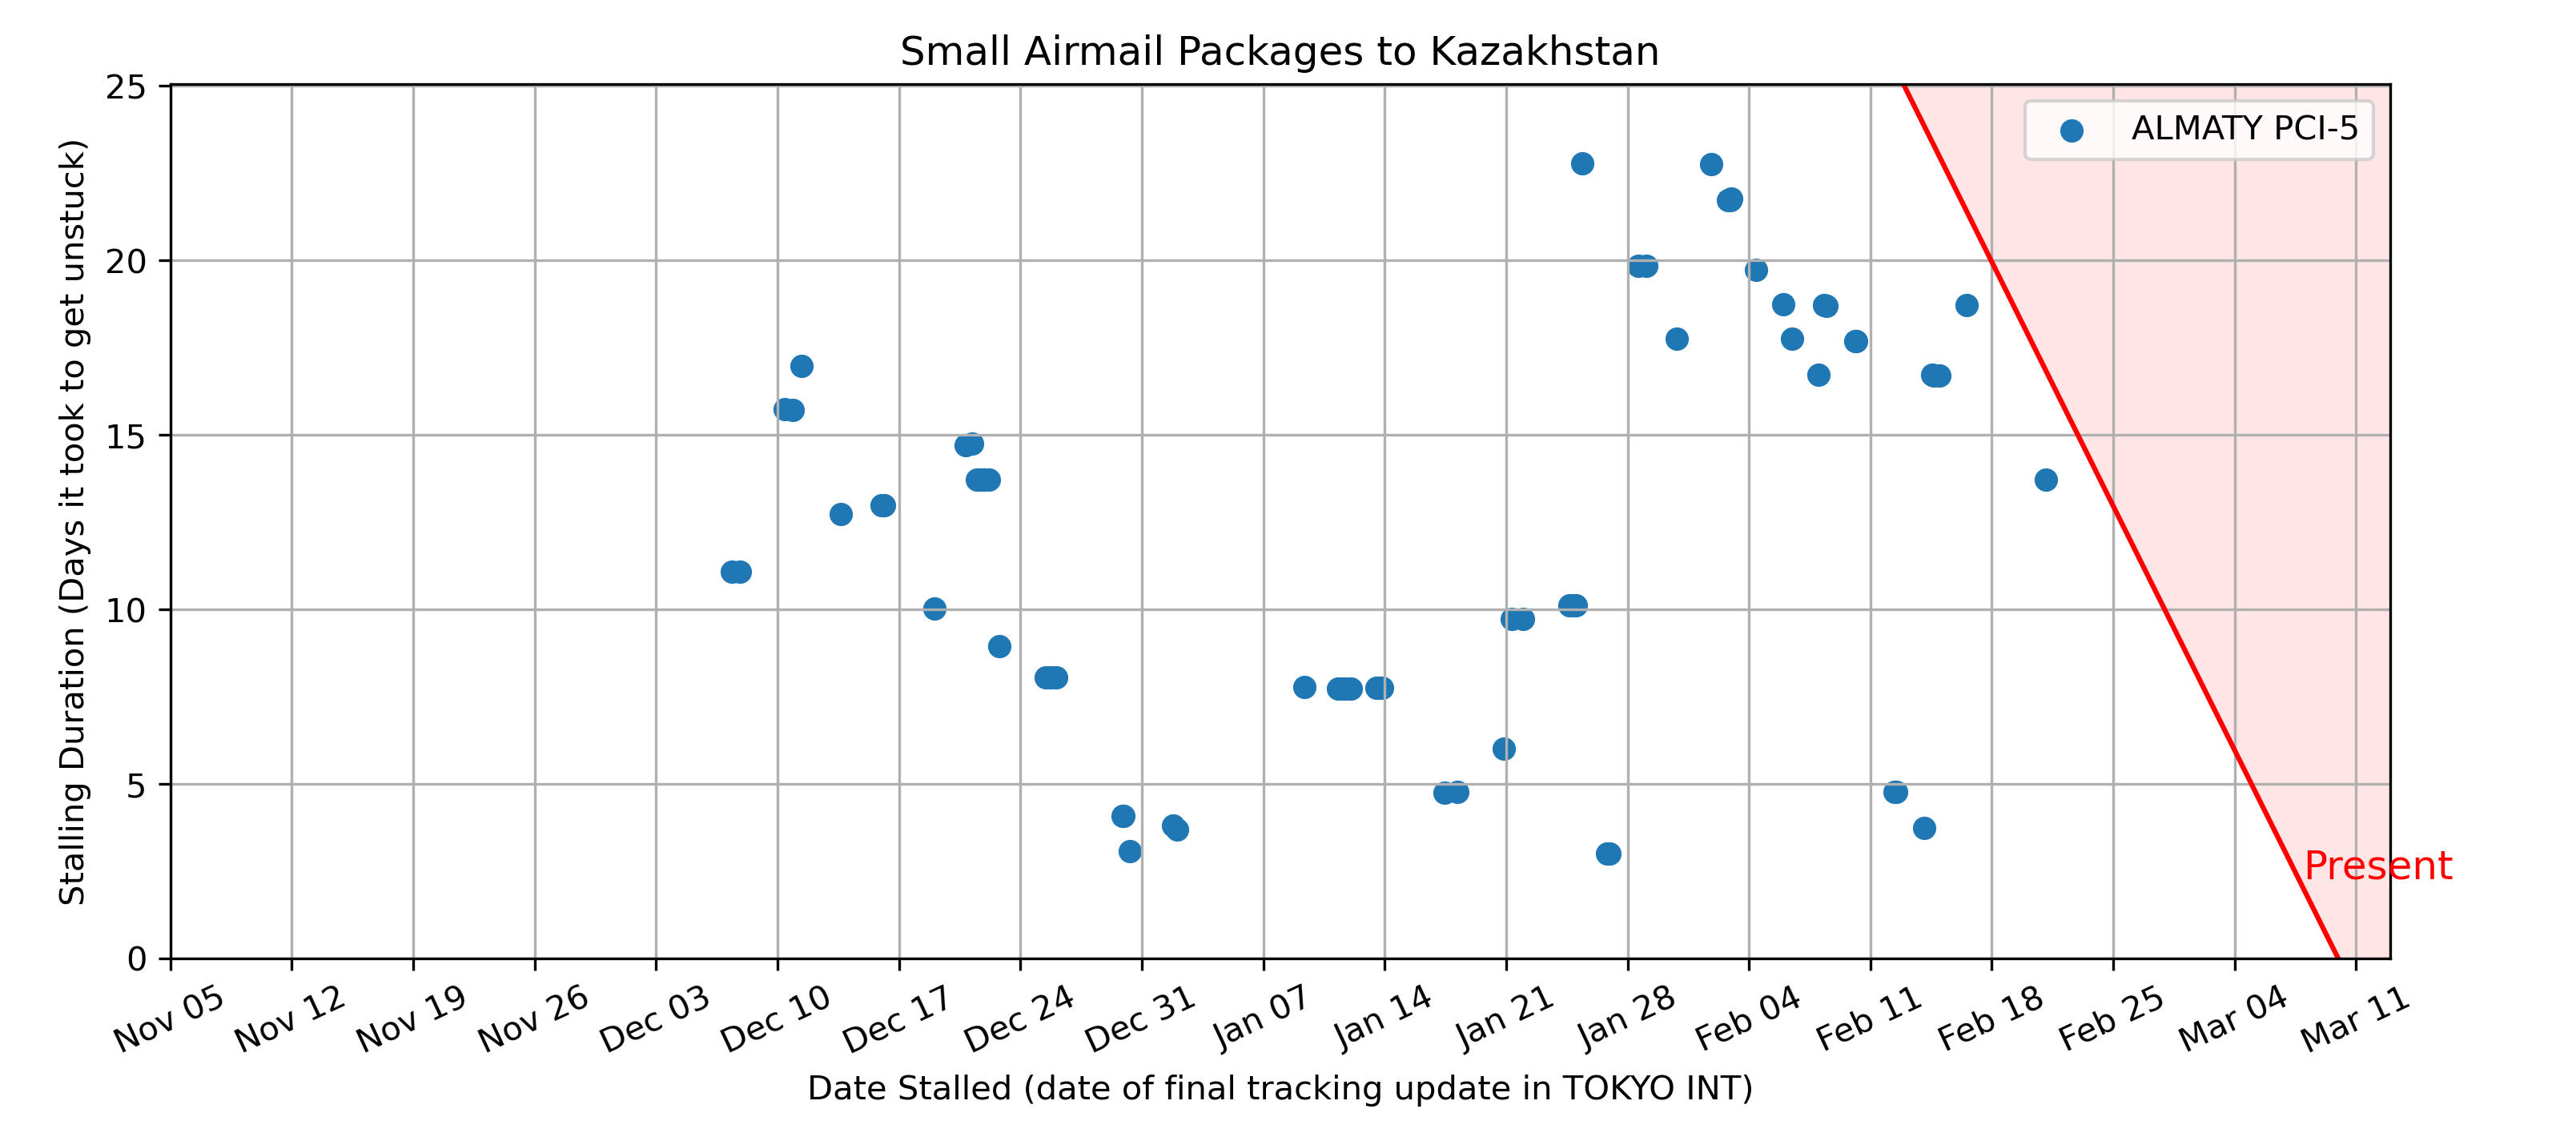 Small Airmail Packages to Kazakhstan
ALMATY PCI-5
Stalling Duration (Days it took to get unstuck)
25
20
15
10
5
0
Present
Nov 05
Nov 12
Nov 19
Nov 26
Dec 03
Dec 10
Dec 17
Dec 24
Dec 31
Jan 07
Jan 14
Jan 21
Jan 28
Feb 04
Feb 11
Feb 18
Feb 25
Mar 04
Mar 11
Date Stalled (date of final tracking update in TOKYO INT)